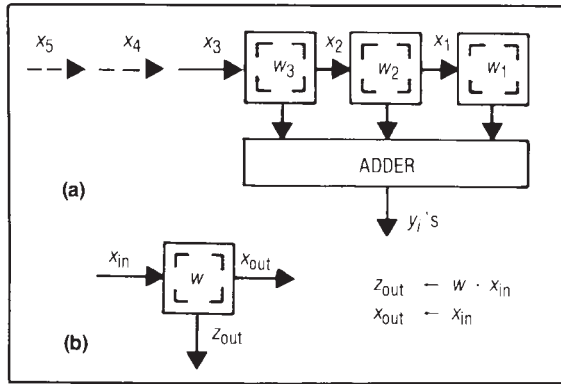 x5 x4 x3 x2 x1
w3 w2 w1
ADDER
(a)
yi's
xin w xout
zout
(b)
zout ← w · xin
xout ← xin